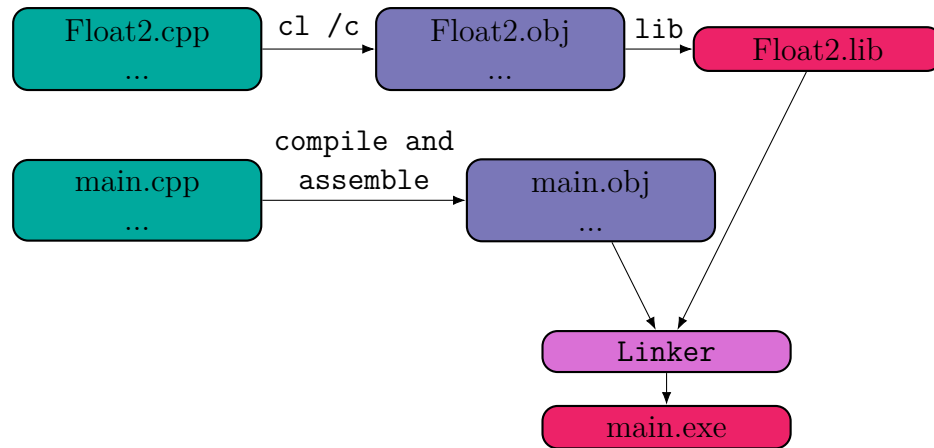 Float2.cpp
...
cl /c
Float2.obj
...
lib
Float2.lib
main.cpp
...
compile and
assemble
main.obj
...
Linker
main.exe